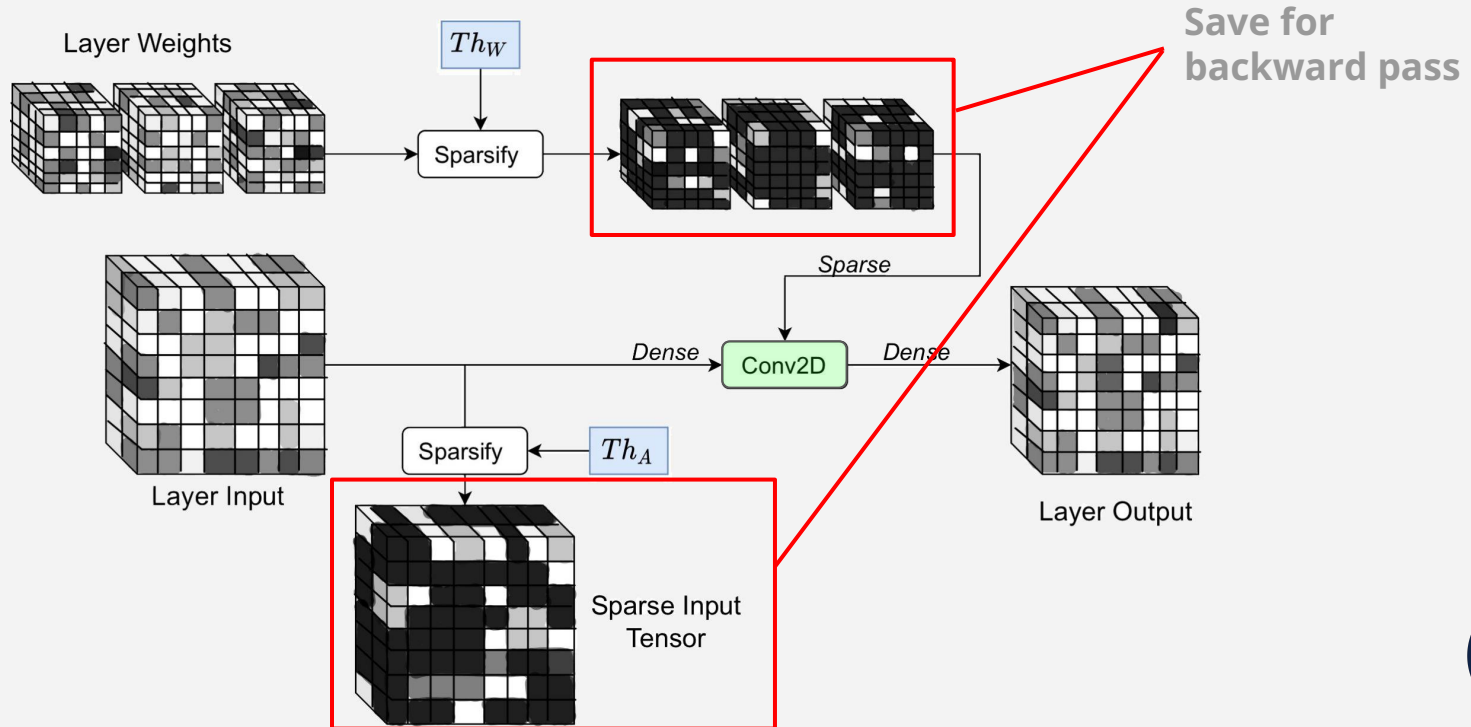 Save for
backward pass
Layer Weights
Th_W
Sparsify
Sparse
Dense
Conv2D
Dense
Sparsify
Th_A
Layer Input
Layer Output
Sparse Input
Tensor